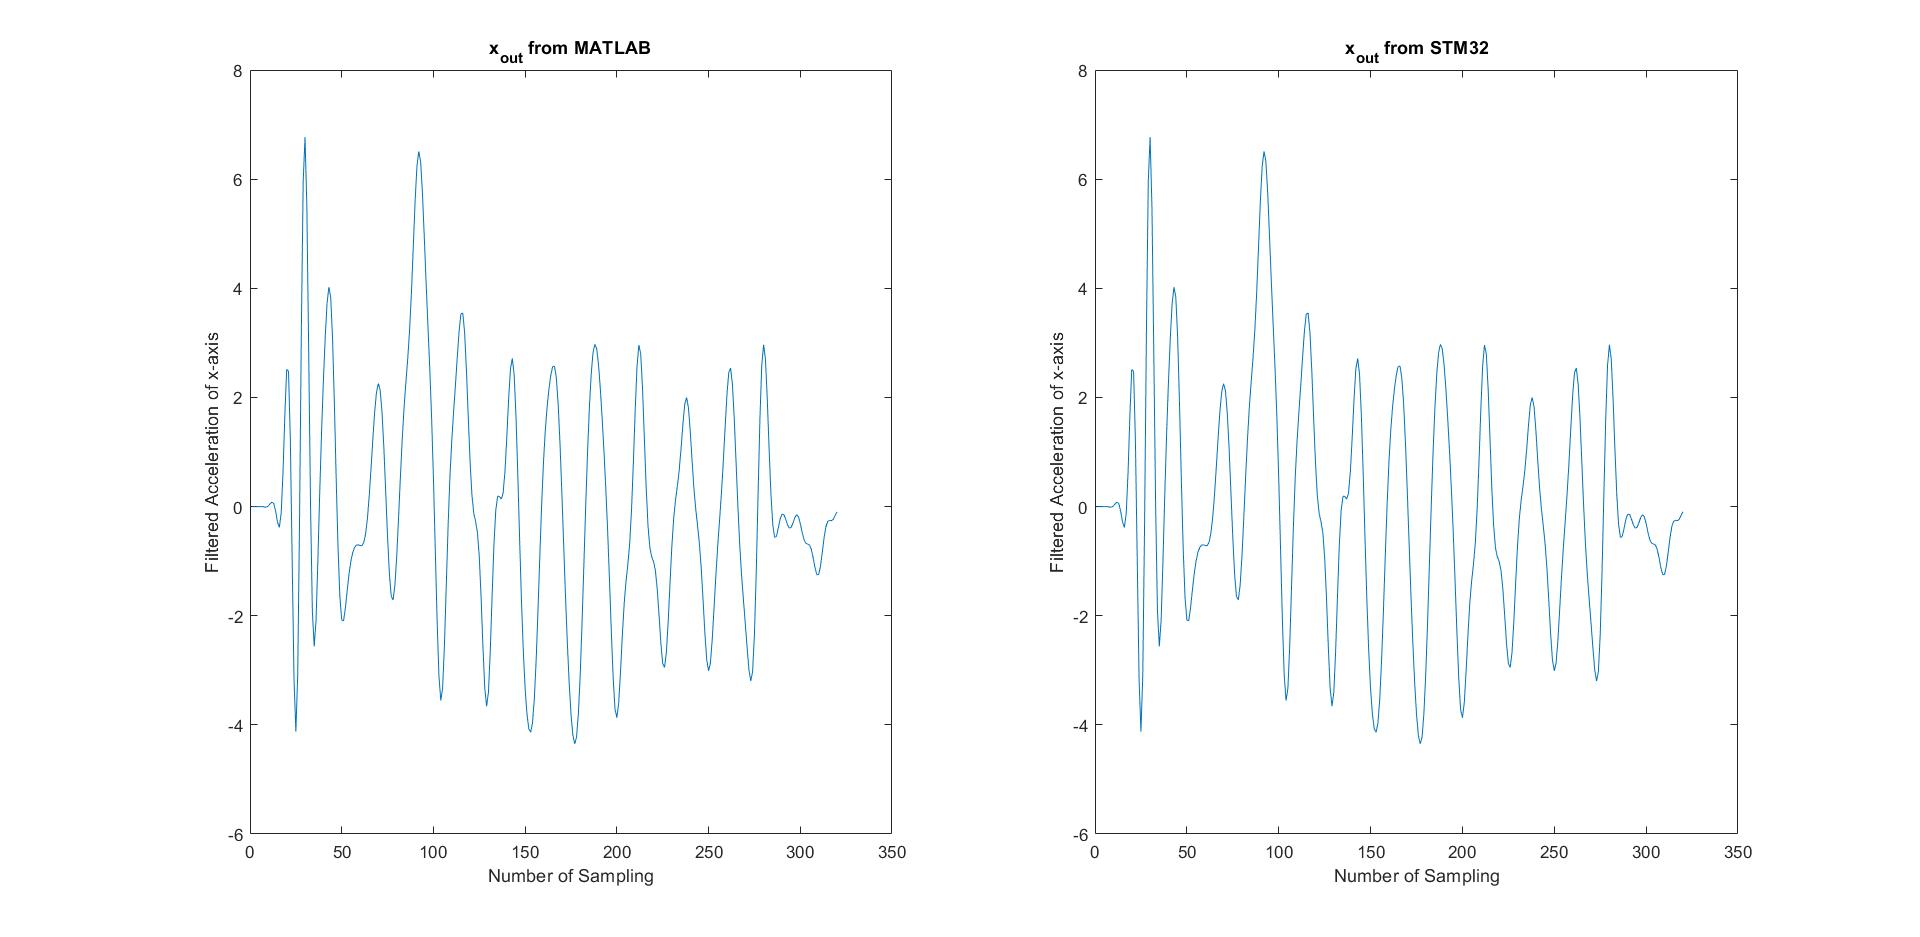 x_out from MATLAB
8
6
4
2
0
-2
-4
-6
0 50 100 150 200 250 300 350
Number of Sampling
Filtered Acceleration of x-axis
x_out from STM32
8
6
4
2
0
-2
-4
-6
0 50 100 150 200 250 300 350
Number of Sampling
Filtered Acceleration of x-axis